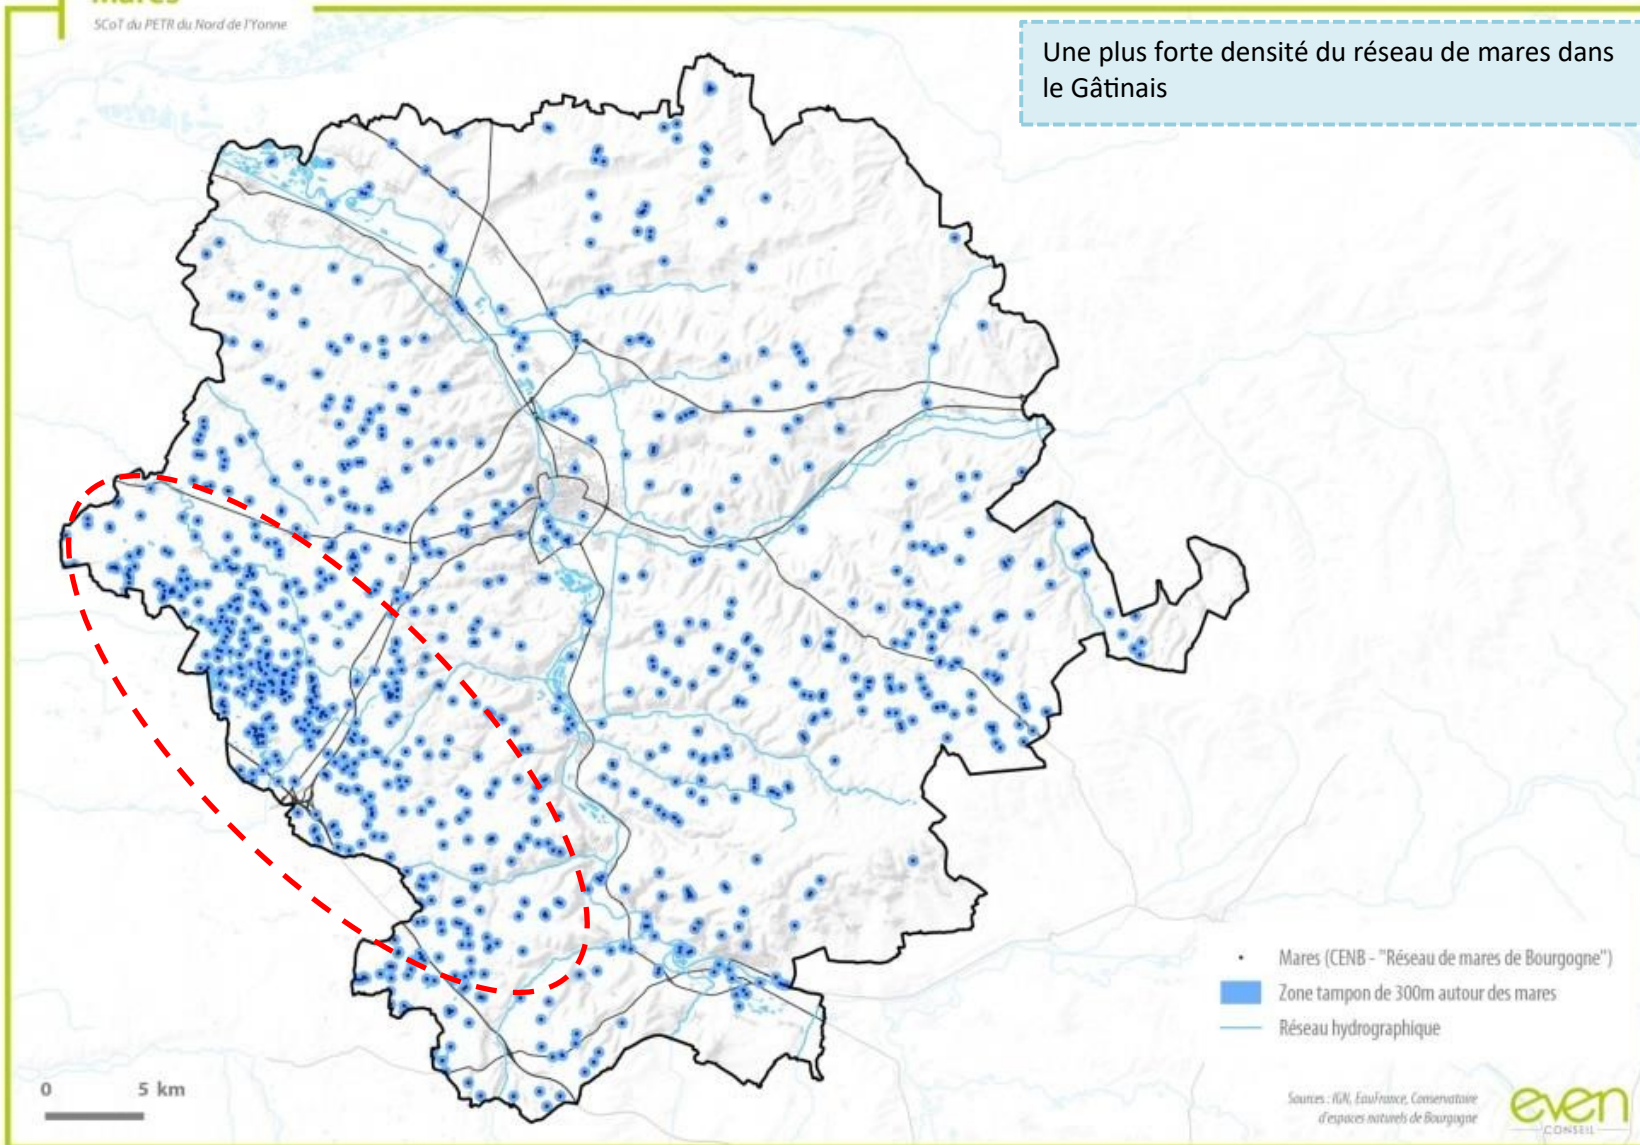 Mares
SCoT du PETR du Nord de l'Yonne
Une plus forte densité du réseau de mares dans
le Gâtinais
Mares (CENB - "Réseau de mares de Bourgogne")
Zone tampon de 300m autour des mares
Réseau hydrographique
0 5 km
Sources : IGN, EauFrance, Conservatoire
d'espaces naturels de Bourgogne
even
CONSEIL